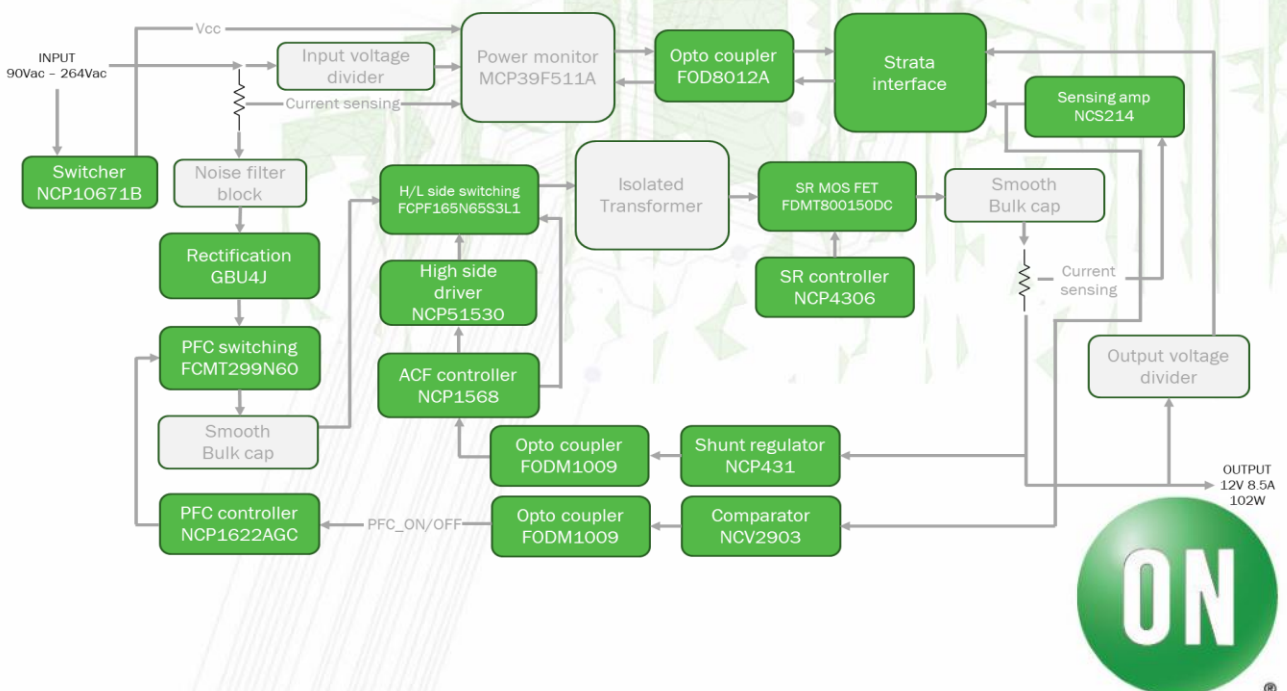 Vcc
INPUT
90Vac – 264Vac
Input voltage
divider
Power monitor
MCP39F511A
Opto coupler
FOD8012A
Strata
interface
Current sensing
Sensing amp
NCS214
Switcher
NCP10671B
Noise filter
block
H/L side switching
FCPF165N65S3L1
Isolated
Transformer
SR MOS FET
FDMT800150DC
Smooth
Bulk cap
Rectification
GBU4J
High side
driver
NCP51530
SR controller
NCP4306
Current
sensing
PFC switching
FCMT299N60
ACF controller
NCP1568
Output voltage
divider
Smooth
Bulk cap
Opto coupler
FODM1009
Shunt regulator
NCP431
OUTPUT
12V 8.5A
102W
PFC controller
NCP1622AGC
PFC_ON/OFF
Opto coupler
FODM1009
Comparator
NCV2903
ON